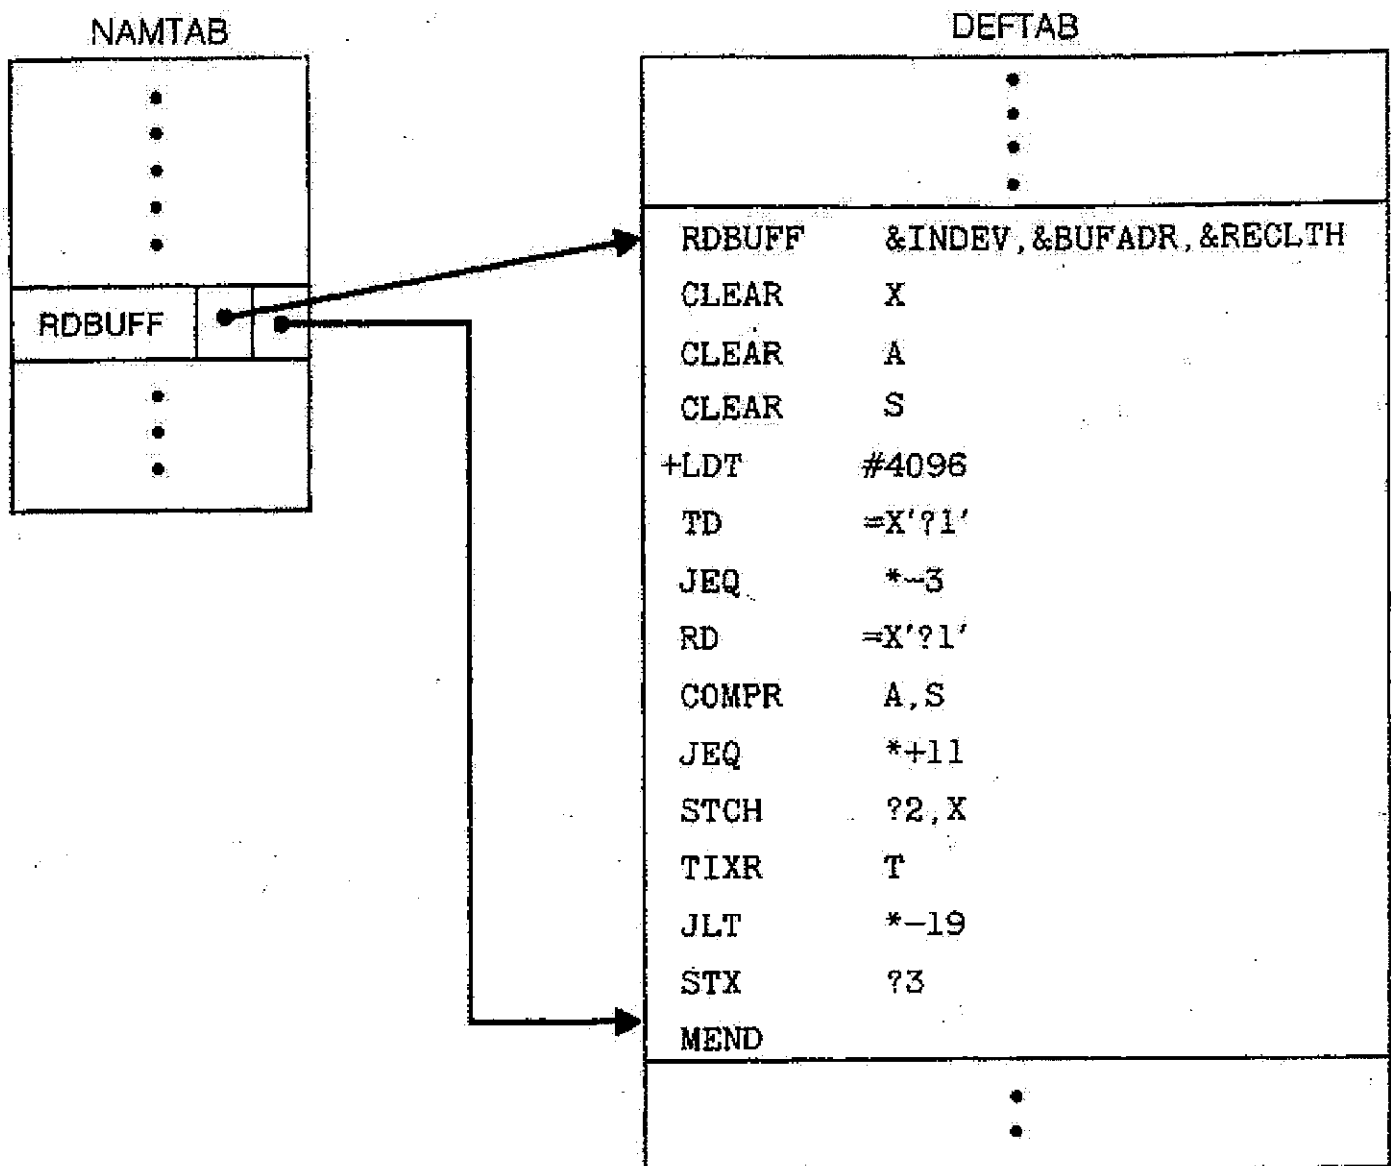 NAMTAB
DEFTAB
RDBUFF
RDBUFF &INDEV,&BUFADR,&RECLTH
CLEAR X
CLEAR A
CLEAR S
+LDT #4096
TD =X'?1'
JEQ *-3
RD =X'?1'
COMPR A,S
JEQ *+11
STCH ?2,X
TIXR T
JLT *-19
STX ?3
MEND